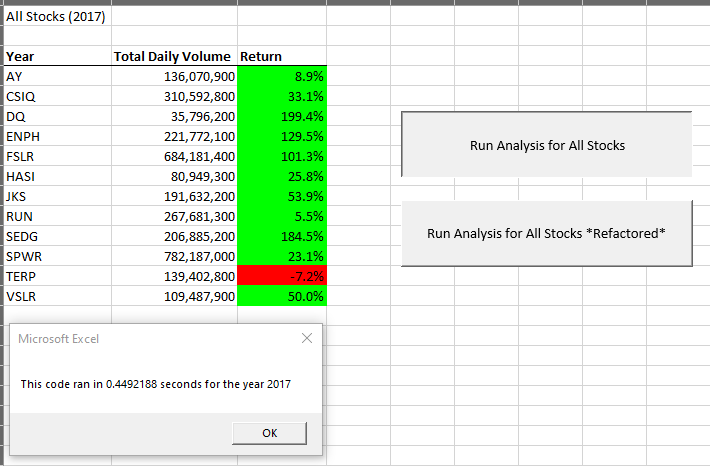 All Stocks (2017)
Year Total Daily Volume Return
AY 136,070,900 8.9%
CSIQ 310,592,800 33.1%
DQ 35,796,200 199.4%
ENPH 221,772,100 129.5%
FSLR 684,181,400 101.3%
HASI 80,949,300 25.8%
JKS 191,632,200 53.9%
RUN 267,681,300 5.5%
SEDG 206,885,200 184.5%
SPWR 782,187,000 23.1%
TERP 139,402,800 -7.2%
VSLR 109,487,900 50.0%
Run Analysis for All Stocks
Run Analysis for All Stocks *Refactored*
Microsoft Excel
This code ran in 0.4492188 seconds for the year 2017
OK